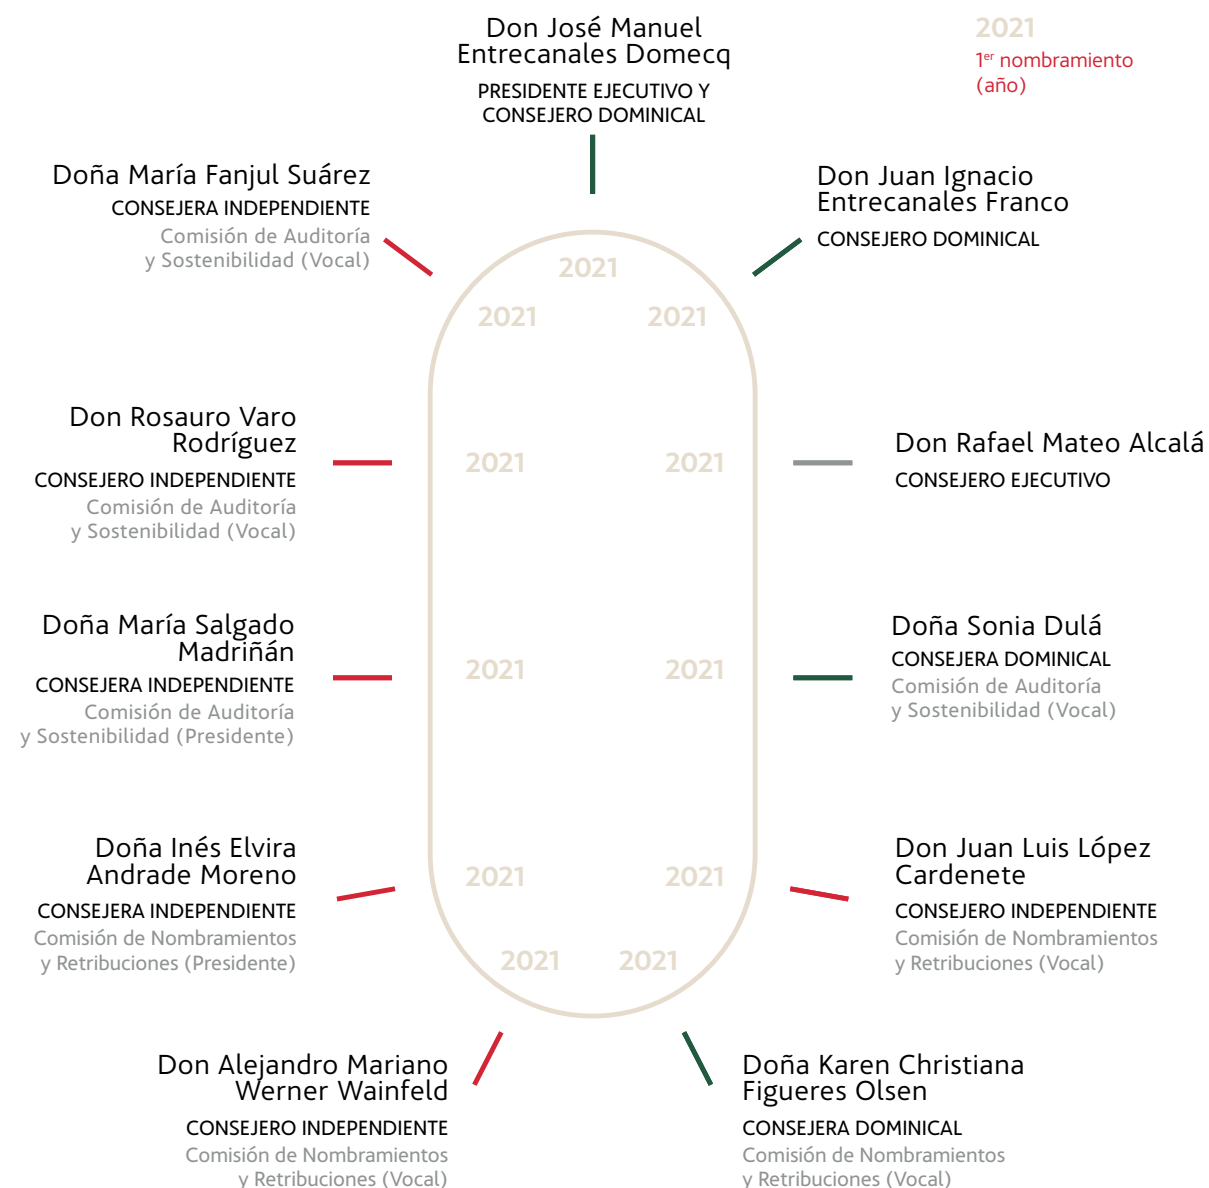 Don José Manuel
Entrecanales Domecq
PRESIDENTE EJECUTIVO Y
CONSEJERO DOMINICAL
2021
1er nombramiento
(año)
Doña María Fanjul Suárez
CONSEJERA INDEPENDIENTE
Comisión de Auditoría
y Sostenibilidad (Vocal)
Don Juan Ignacio
Entrecanales Franco
CONSEJERO DOMINICAL
2021
2021
2021
Don Rosauro Varo
Rodríguez
CONSEJERO INDEPENDIENTE
Comisión de Auditoría
y Sostenibilidad (Vocal)
2021
2021
Don Rafael Mateo Alcalá
CONSEJERO EJECUTIVO
Doña María Salgado
Madriñán
CONSEJERA INDEPENDIENTE
Comisión de Auditoría
y Sostenibilidad (Presidente)
2021
2021
Doña Sonia Dulá
CONSEJERA DOMINICAL
Comisión de Auditoría
y Sostenibilidad (Vocal)
Doña Inés Elvira
Andrade Moreno
CONSEJERA INDEPENDIENTE
Comisión de Nombramientos
y Retribuciones (Presidente)
2021
2021
Don Juan Luis López
Cardenete
CONSEJERO INDEPENDIENTE
Comisión de Nombramientos
y Retribuciones (Vocal)
2021
2021
Don Alejandro Mariano
Werner Wainfeld
CONSEJERO INDEPENDIENTE
Comisión de Nombramientos
y Retribuciones (Vocal)
Doña Karen Christiana
Figueres Olsen
CONSEJERA DOMINICAL
Comisión de Nombramientos
y Retribuciones (Vocal)